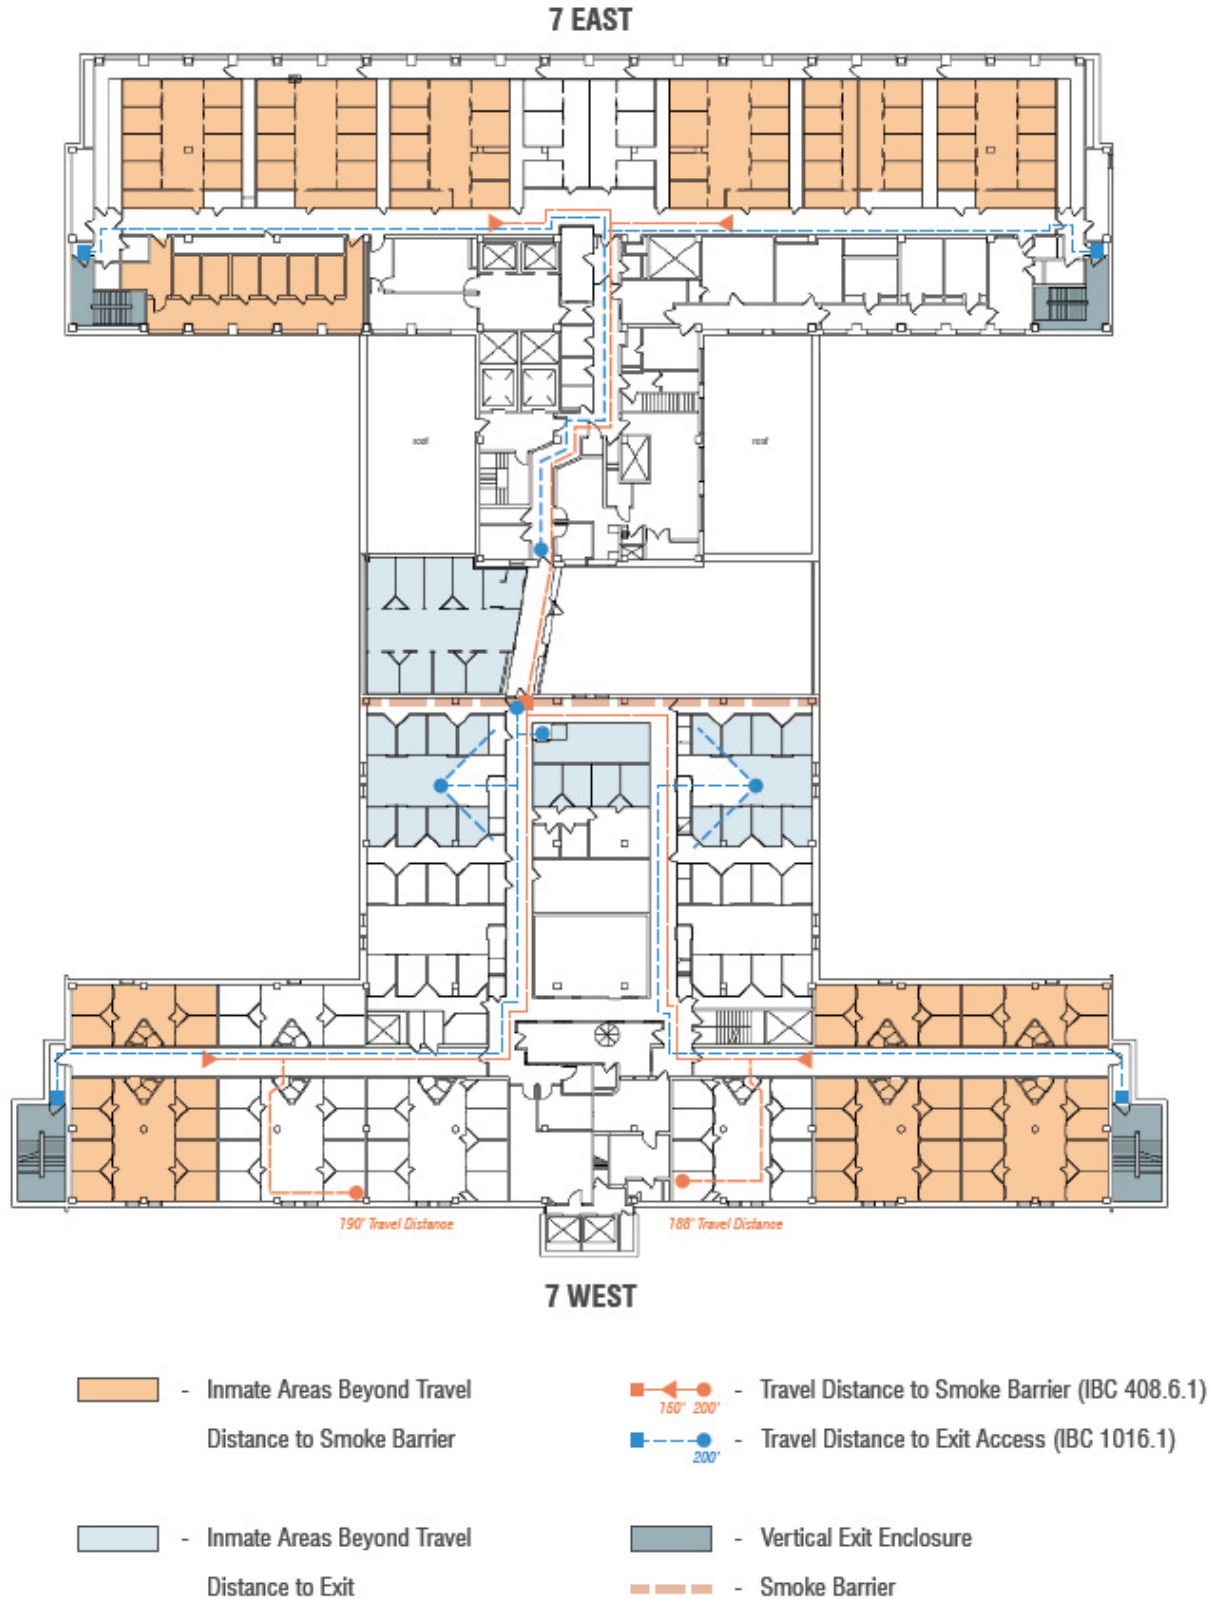 7 EAST
roof
roof
190' Travel Distance
188' Travel Distance
7 WEST
- Inmate Areas Beyond Travel
Distance to Smoke Barrier
150' 200'
- Travel Distance to Smoke Barrier (IBC 408.6.1)
200'
- Travel Distance to Exit Access (IBC 1016.1)
- Inmate Areas Beyond Travel
Distance to Exit
- Vertical Exit Enclosure
- Smoke Barrier